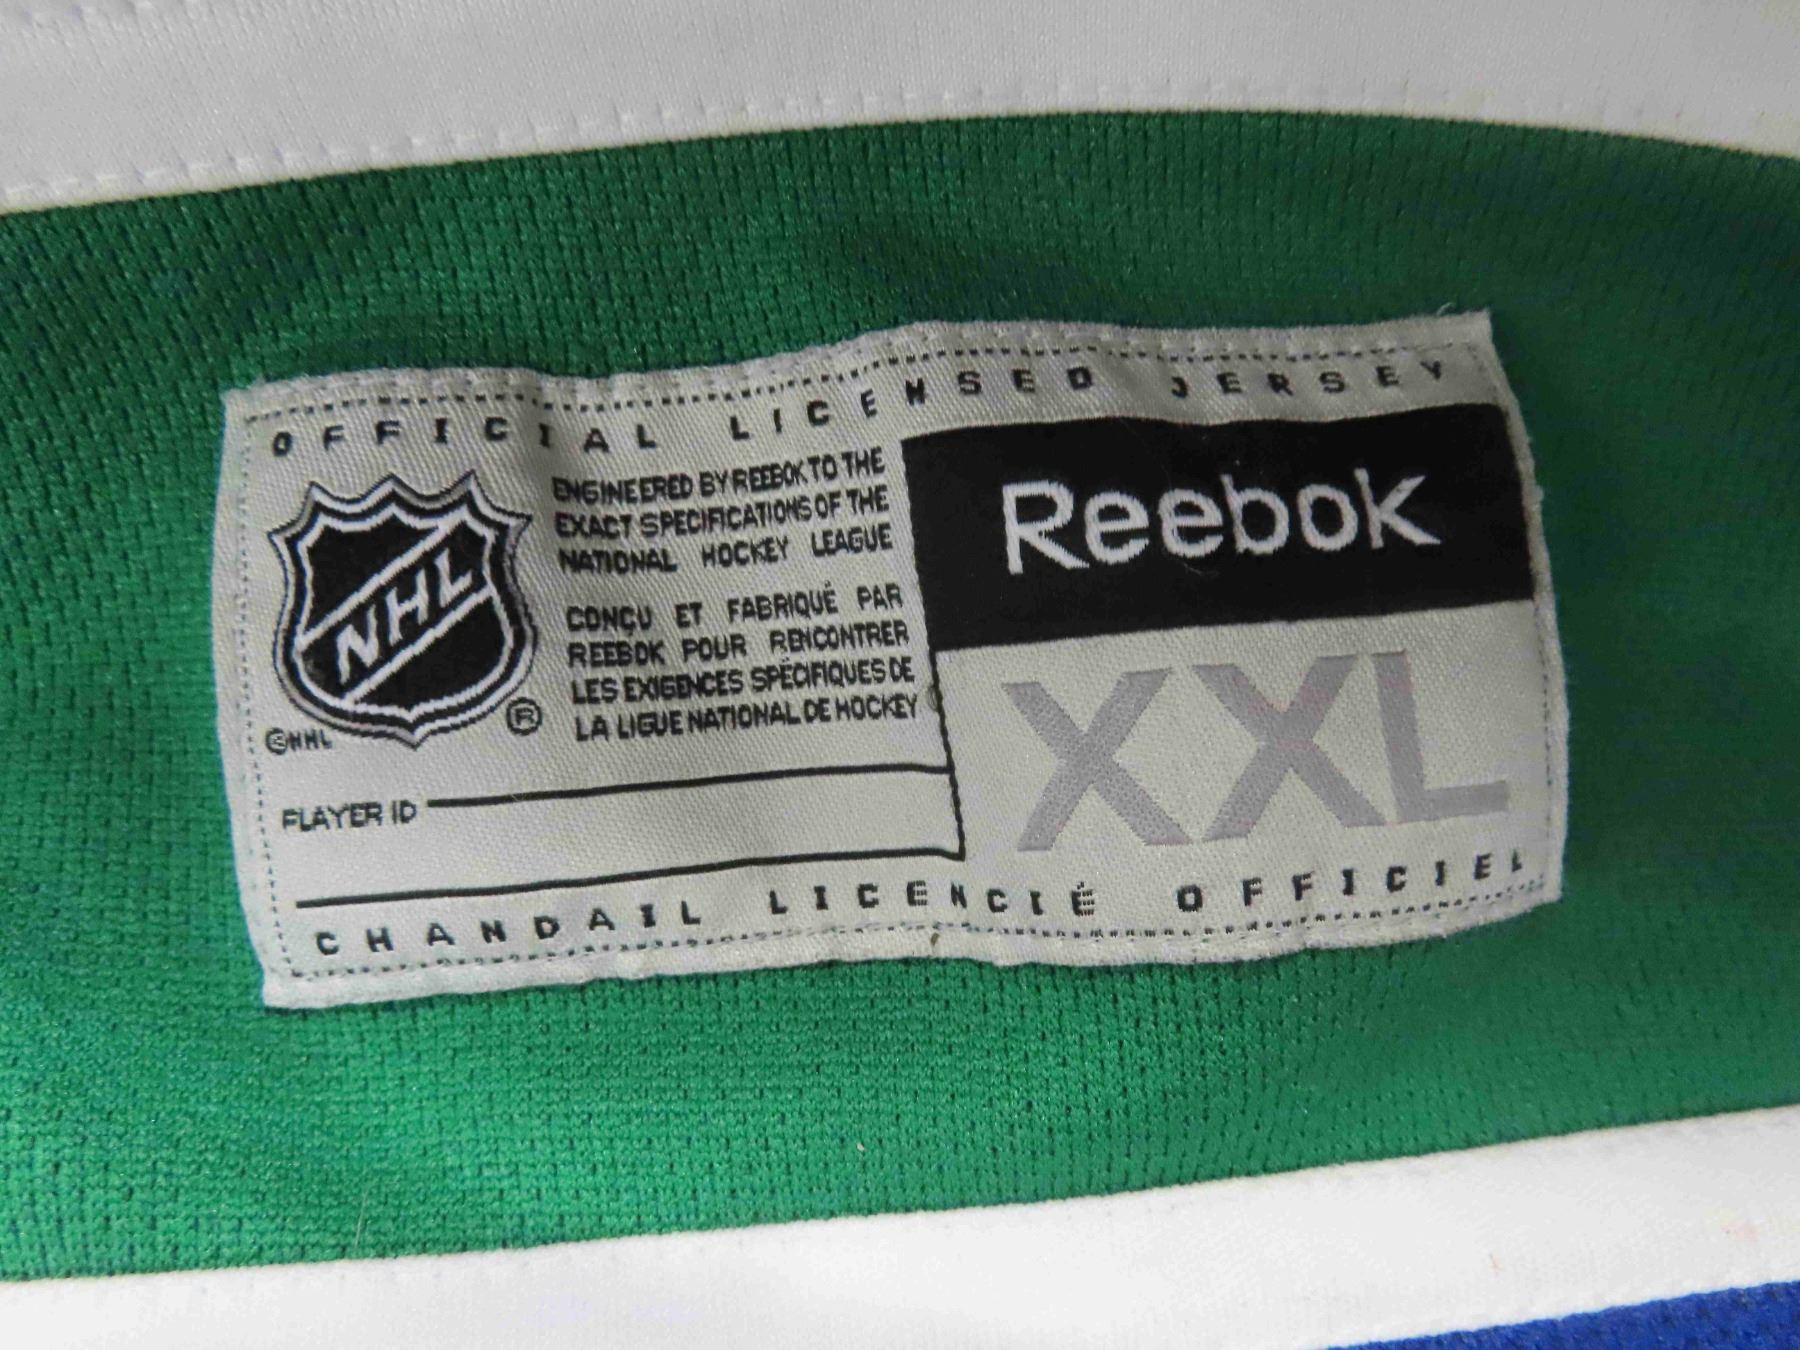 OFFICIAL LICENSED JERSEY
NHL
®
©NHL
ENGINEERED BY REEBOK TO THE
EXACT SPECIFICATIONS OF THE
NATIONAL HOCKEY LEAGUE
CONÇU ET FABRIQUÉ PAR
REEBOK POUR RENCONTRER
LES EXIGENCES SPÉCIFIQUES DE
LA LIGUE NATIONAL DE HOCKEY
Reebok
XXL
PLAYER ID
CHANDAIL LICENCIÉ OFFICIEL